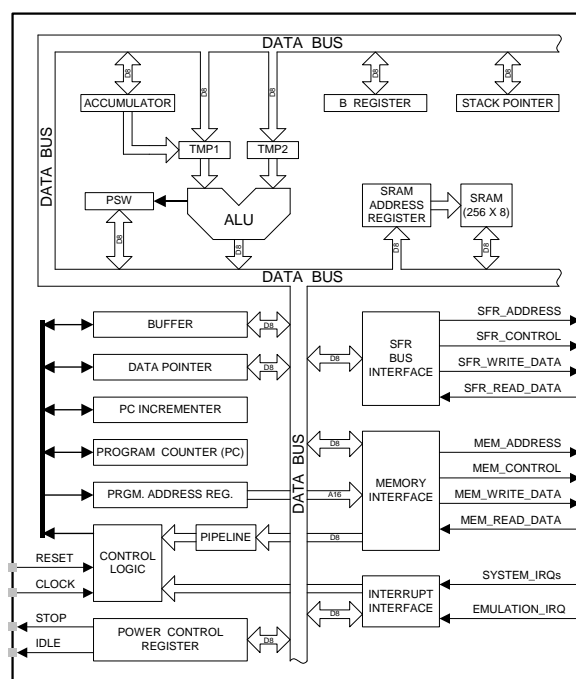 DATA BUS
D8
D8
D8
D8
D8
ACCUMULATOR
B REGISTER
STACK POINTER
DATA BUS
TMP1
TMP2
PSW
ALU
SRAM
ADDRESS
REGISTER
SRAM
(256 X 8)
D8
D8
D8
D8
DATA BUS
BUFFER
D8
DATA POINTER
D8
PC INCREMENTER
PROGRAM COUNTER (PC)
PRGM. ADDRESS REG.
A16
PIPELINE
D8
CONTROL
LOGIC
RESET
CLOCK
STOP
IDLE
POWER CONTROL
REGISTER
D8
DATA BUS
D8
SFR
BUS
INTERFACE
SFR_ADDRESS
SFR_CONTROL
SFR_WRITE_DATA
SFR_READ_DATA
D8
MEMORY
INTERFACE
MEM_ADDRESS
MEM_CONTROL
MEM_WRITE_DATA
MEM_READ_DATA
INTERRUPT
INTERFACE
D8
SYSTEM_IRQs
EMULATION_IRQ